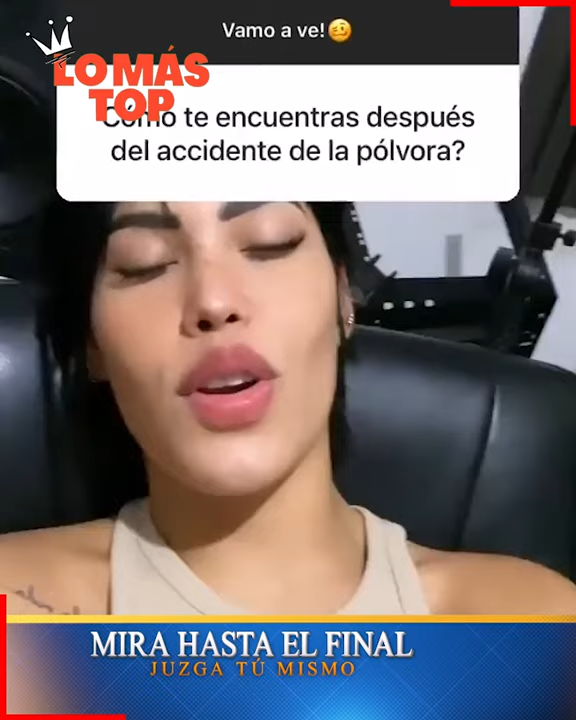 Vamo a ve!🥴
LO MÁS
TOP
Cómo te encuentras después
del accidente de la pólvora?
MIRA HASTA EL FINAL
JUZGA TÚ MISMO